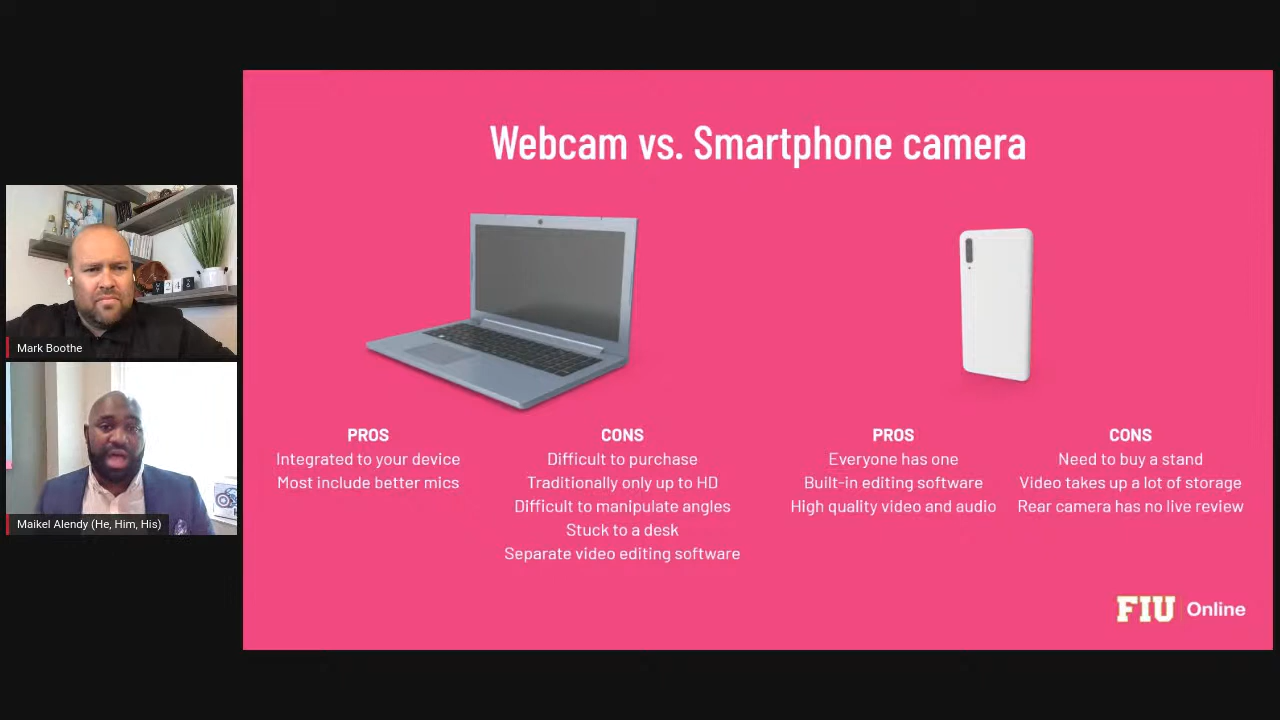 Webcam vs. Smartphone camera
Mark Boothe
Maikel Alendy (He, Him, His)
PROS
Integrated to your device
Most include better mics
CONS
Difficult to purchase
Traditionally only up to HD
Difficult to manipulate angles
Stuck to a desk
Separate video editing software
PROS
Everyone has one
Built-in editing software
High quality video and audio
CONS
Need to buy a stand
Video takes up a lot of storage
Rear camera has no live review
FIU Online